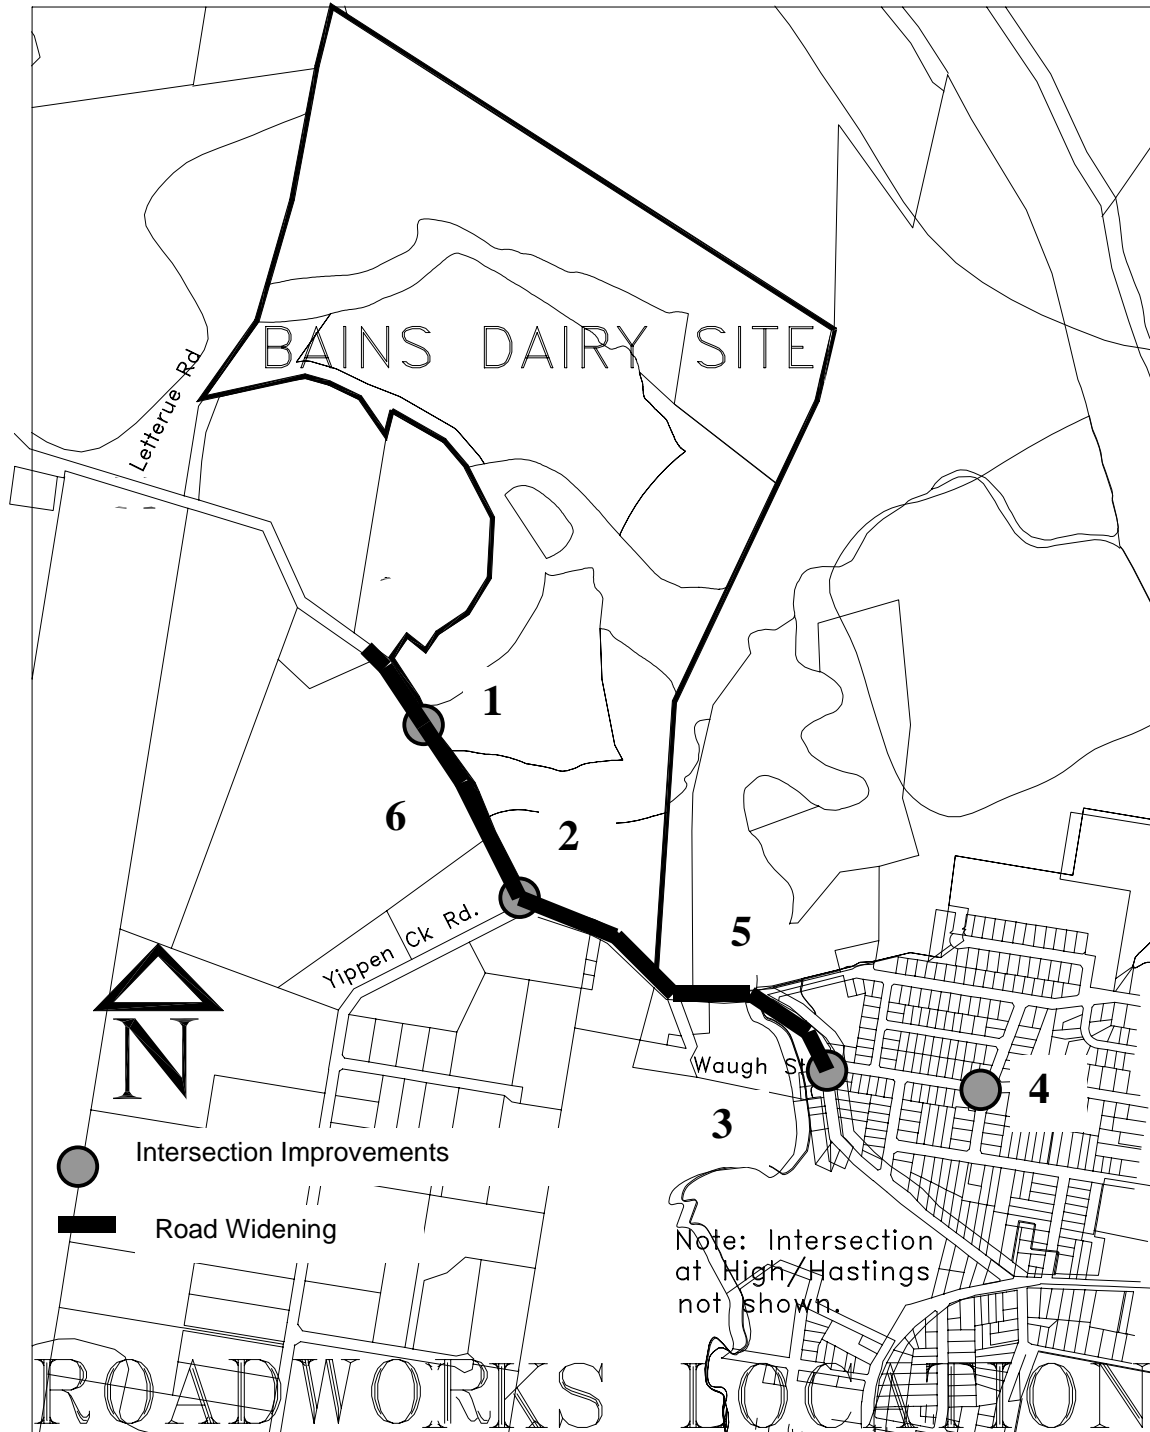 BAINS DAIRY SITE
Letterue Rd
1
6
2
Yippen Ck Rd.
5
N
Waugh St
4
3
Intersection Improvements
Road Widening
Note: Intersection
at High/Hastings
not shown.
ROADWORKS LOCATION